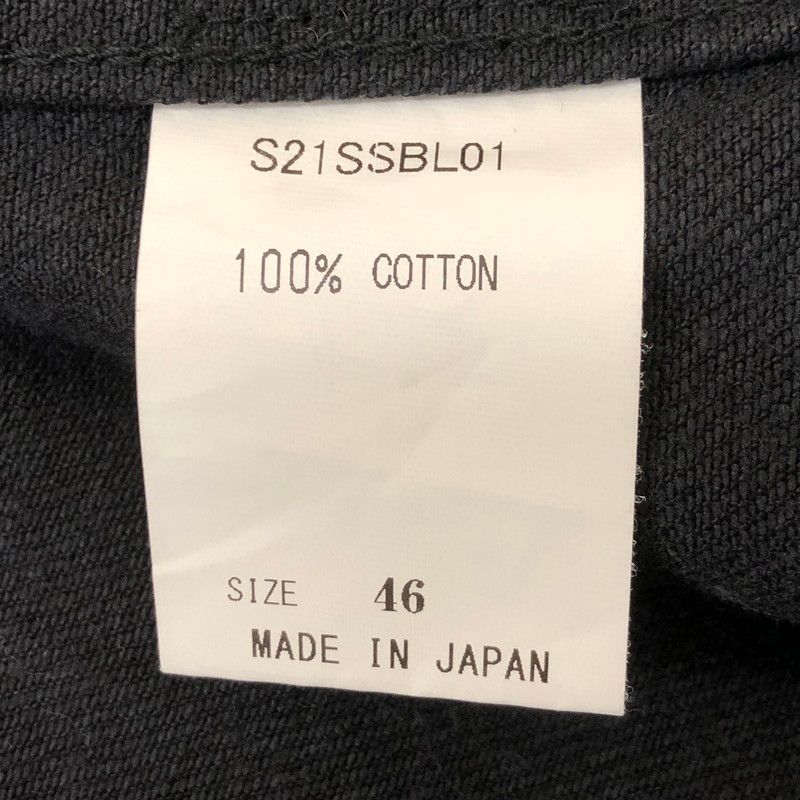 S21SSBL01
100% COTTON
SIZE 46
MADE IN JAPAN